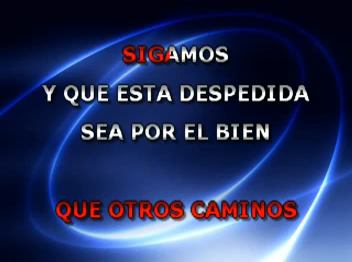 SIGAMOS
Y QUE ESTA DESPEDIDA
SEA POR EL BIEN
QUE OTROS CAMINOS